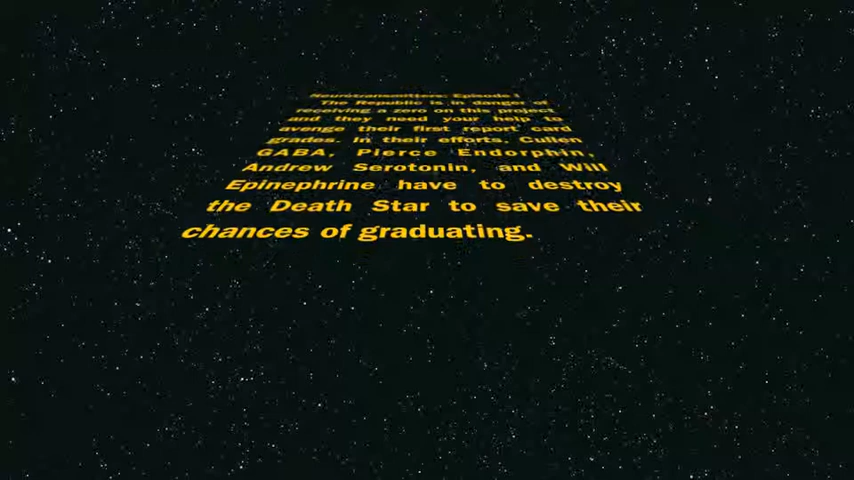 Neurotransmitters: Episode I
The Republic is in danger of
receiving a zero on this project
and they need your help to
avenge their first report card
grades. In their efforts, Cullen
GABA, Pierce Endorphin,
Andrew Serotonin, and Will
Epinephrine have to destroy
the Death Star to save their
chances of graduating.